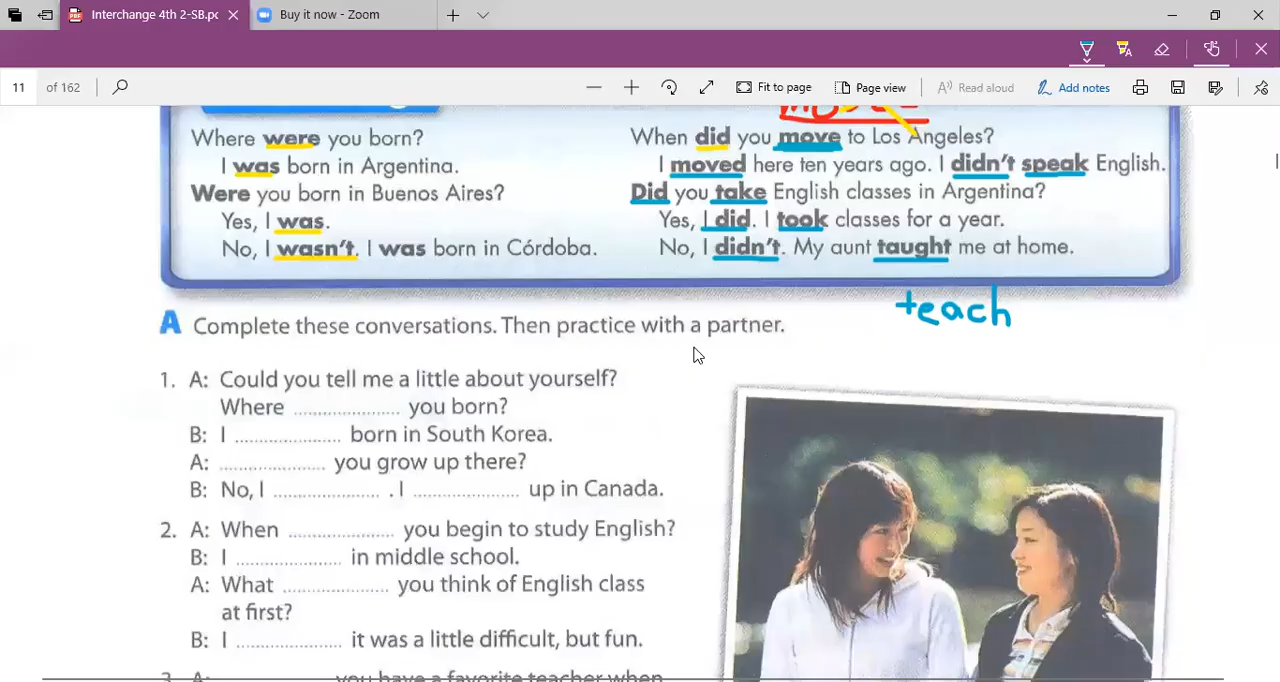 Interchange 4th 2-SB.pc
Buy it now - Zoom
11 of 162
Fit to page
Page view
Read aloud
Add notes
Where were you born?
I was born in Argentina.
Were you born in Buenos Aires?
Yes, I was.
No, I wasn't. I was born in Córdoba.
When did you move to Los Angeles?
I moved here ten years ago. I didn't speak English.
Did you take English classes in Argentina?
Yes, I did. I took classes for a year.
No, I didn't. My aunt taught me at home.
teach
A Complete these conversations. Then practice with a partner.
1. A: Could you tell me a little about yourself?
Where .................... you born?
B: I .................... born in South Korea.
A: .................... you grow up there?
B: No, I .................... . I .................... up in Canada.
2. A: When .................... you begin to study English?
B: I .................... in middle school.
A: What .................... you think of English class
at first?
B: I .................... it was a little difficult, but fun.
3. A: .................... you have a favorite teacher when